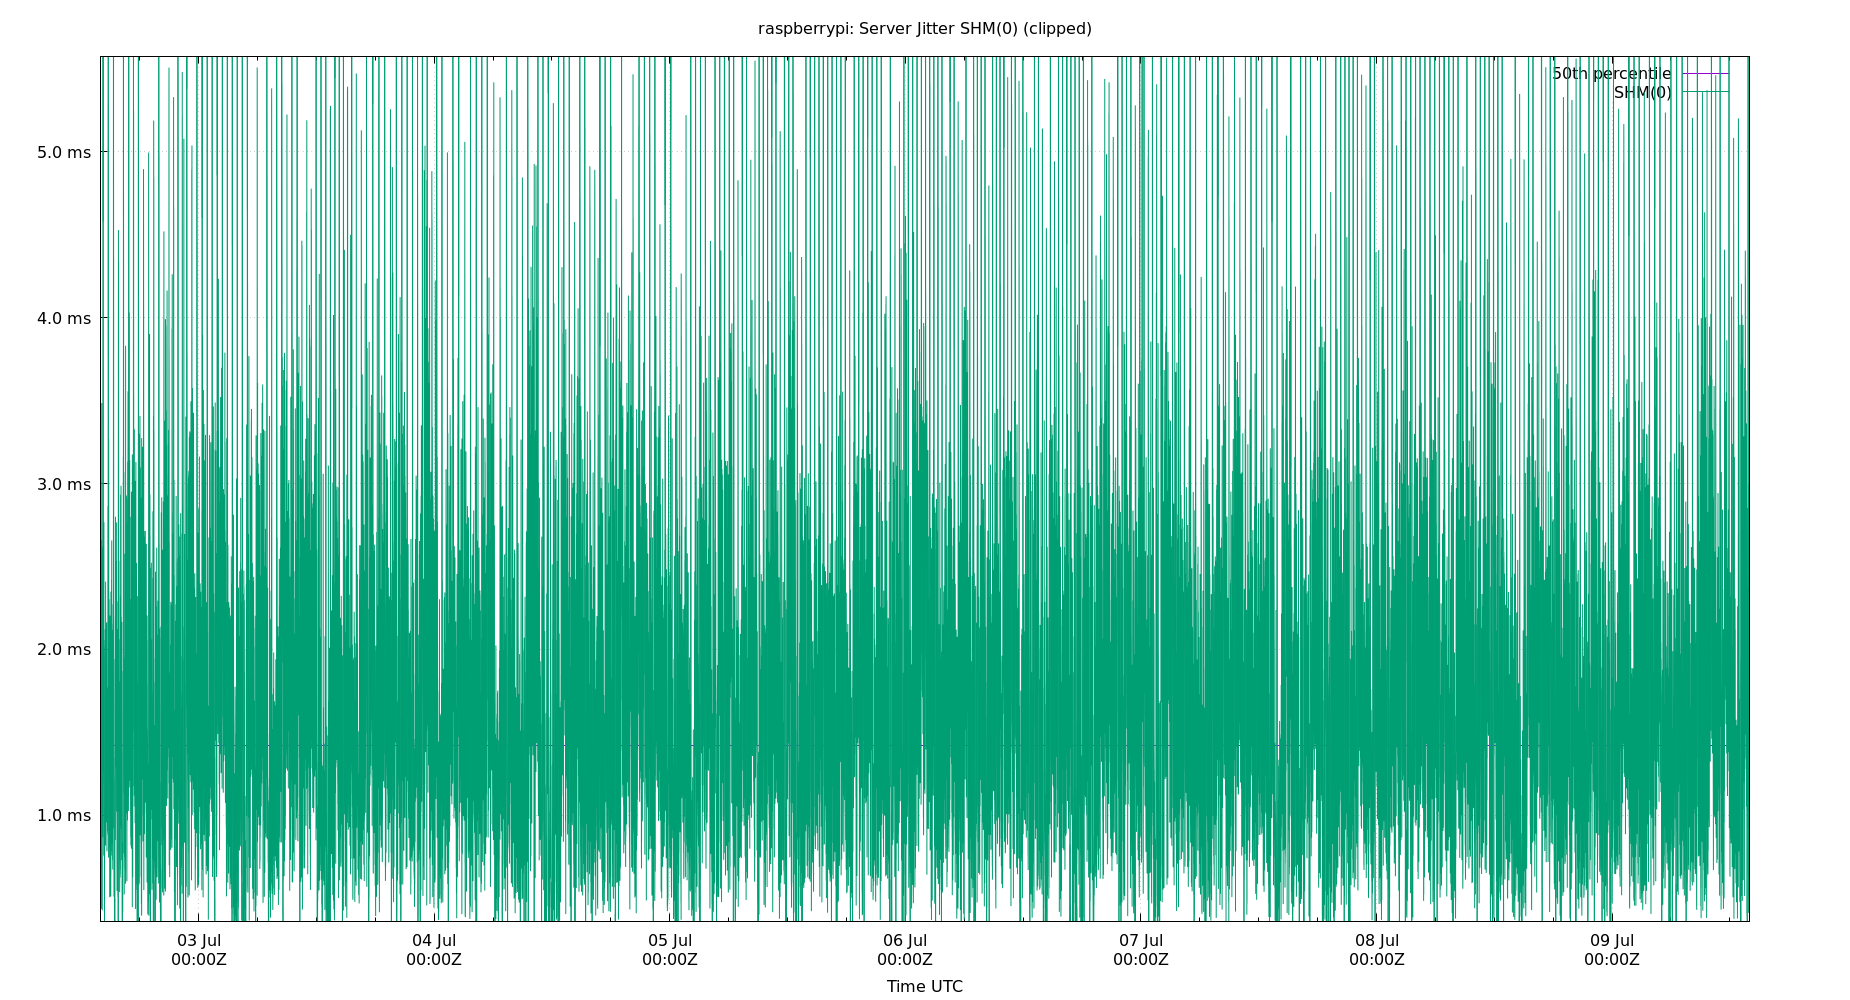 raspberrypi: Server Jitter SHM(0) (clipped)
50th percentile
SHM(0)
5.0 ms
4.0 ms
3.0 ms
2.0 ms
1.0 ms
03 Jul 04 Jul 05 Jul 06 Jul 07 Jul 08 Jul 09 Jul
00:00Z 00:00Z 00:00Z 00:00Z 00:00Z 00:00Z 00:00Z
Time UTC